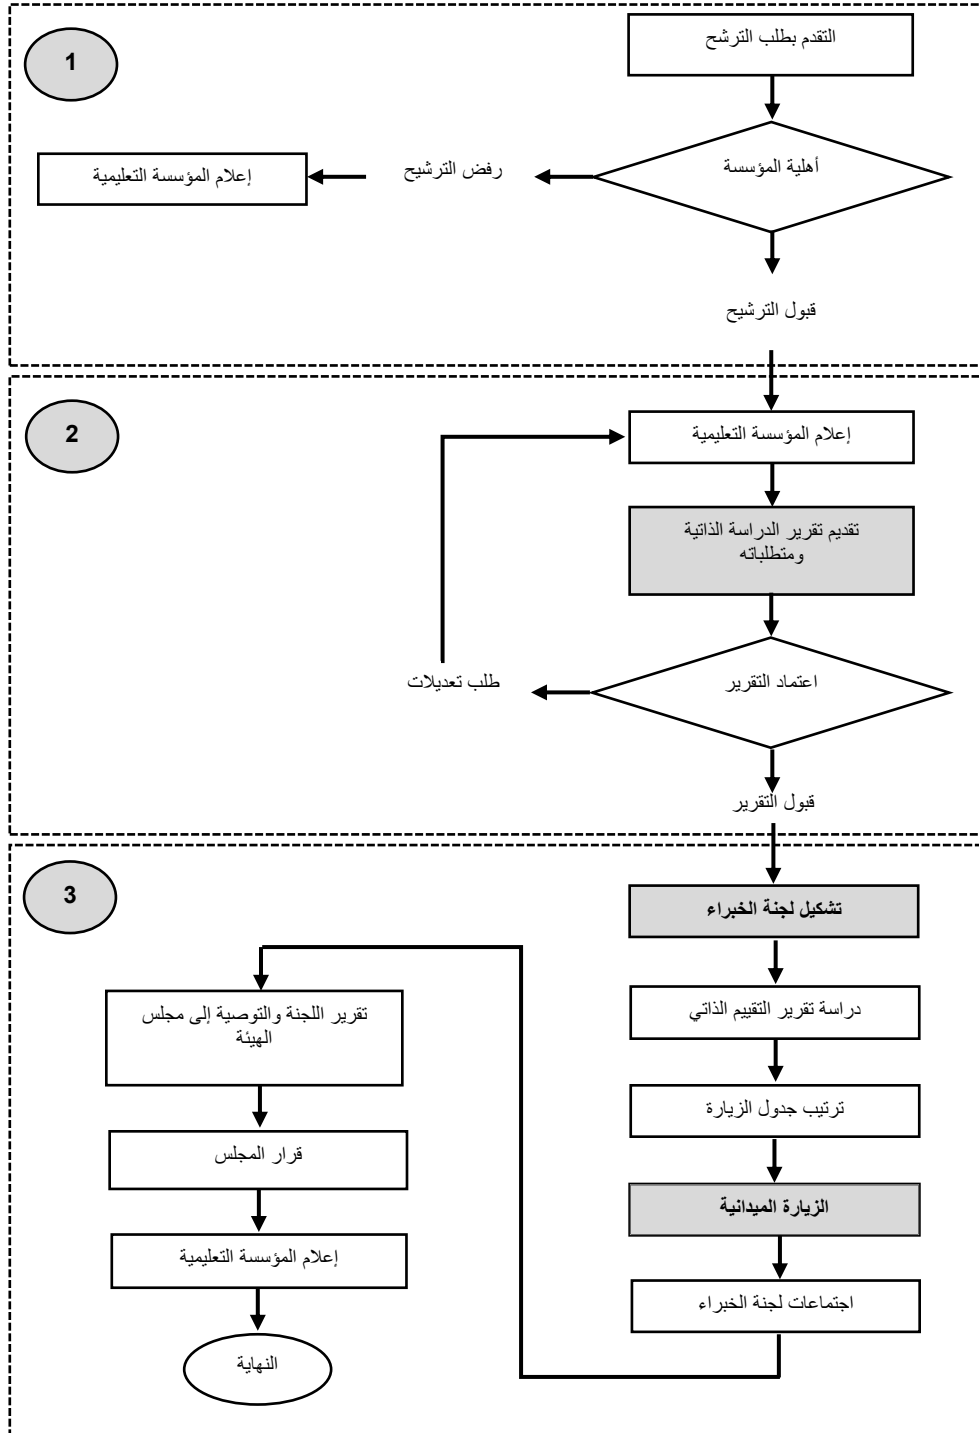 1
التقدم بطلب الترشح
أهلية المؤسسة
رفض الترشيح
إعلام المؤسسة التعليمية
قبول الترشيح
2
إعلام المؤسسة التعليمية
تقديم تقرير الدراسة الذاتية
ومتطلباته
اعتماد التقرير
طلب تعديلات
قبول التقرير
3
تشكيل لجنة الخبراء
دراسة تقرير التقييم الذاتي
ترتيب جدول الزيارة
الزيارة الميدانية
اجتماعات لجنة الخبراء
تقرير اللجنة والتوصية إلى مجلس
الهيئة
قرار المجلس
إعلام المؤسسة التعليمية
النهاية